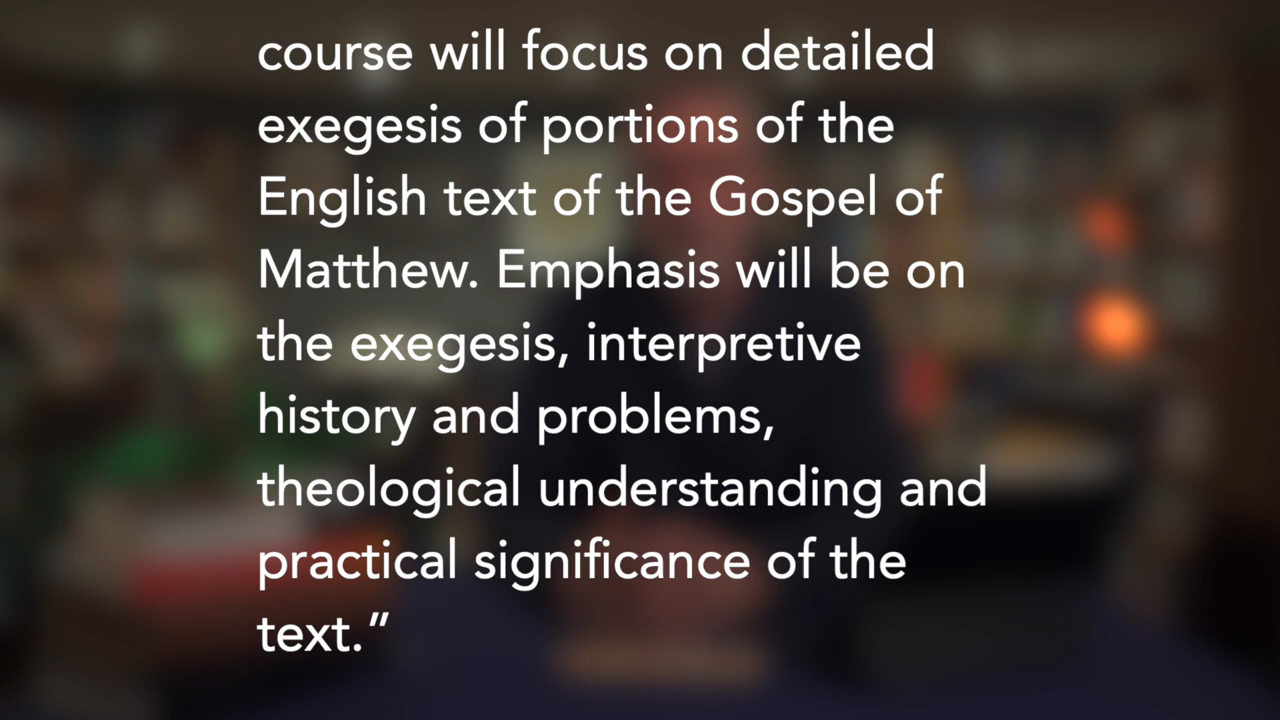 course will focus on detailed
exegesis of portions of the
English text of the Gospel of
Matthew. Emphasis will be on
the exegesis, interpretive
history and problems,
theological understanding and
practical significance of the
text.”